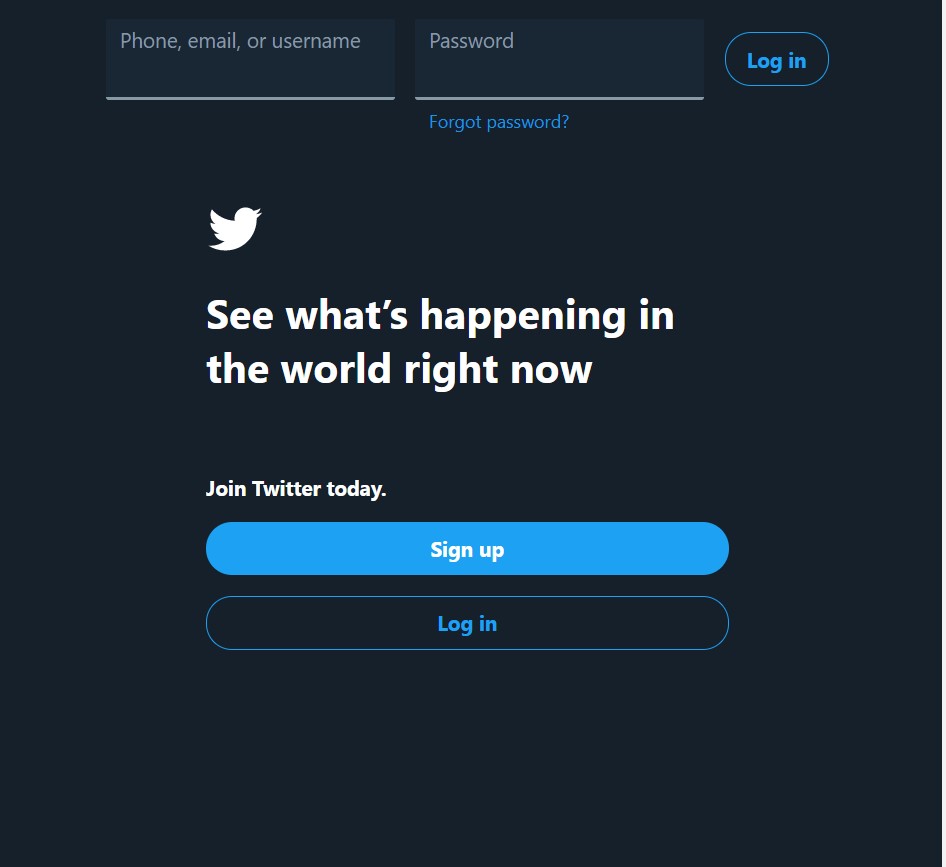 Phone, email, or username
Password
Log in
Forgot password?
See what’s happening in
the world right now
Join Twitter today.
Sign up
Log in